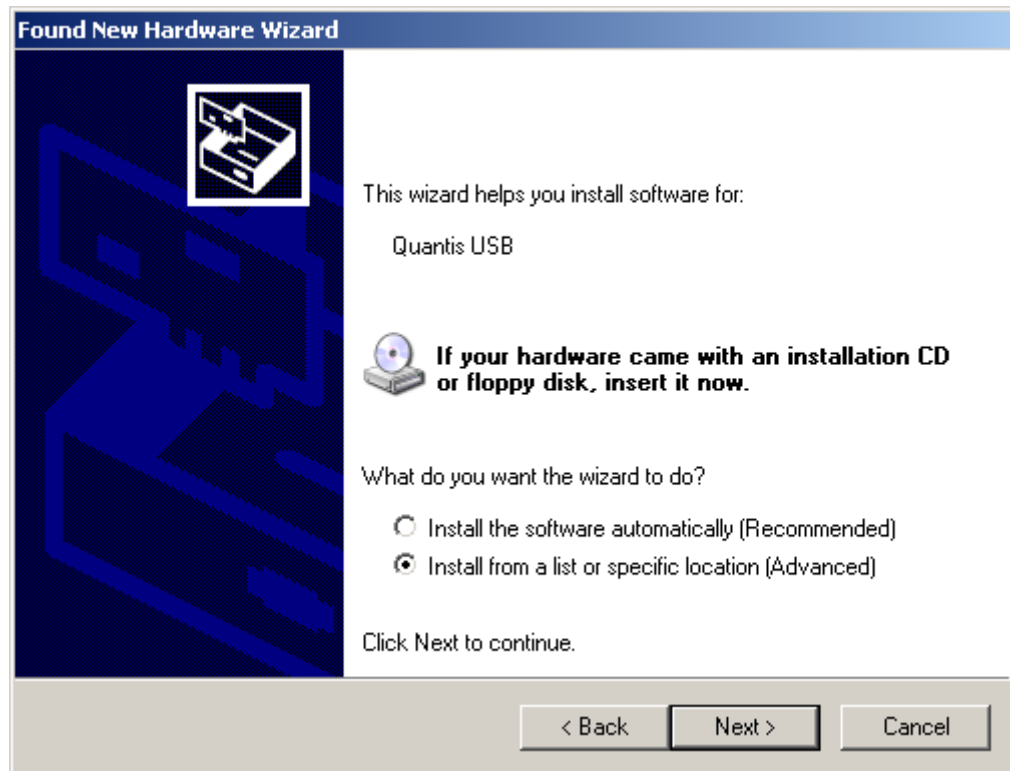 Found New Hardware Wizard
This wizard helps you install software for:
Quantis USB
If your hardware came with an installation CD
or floppy disk, insert it now.
What do you want the wizard to do?
Install the software automatically (Recommended)
Install from a list or specific location (Advanced)
Click Next to continue.
< Back
Next >
Cancel